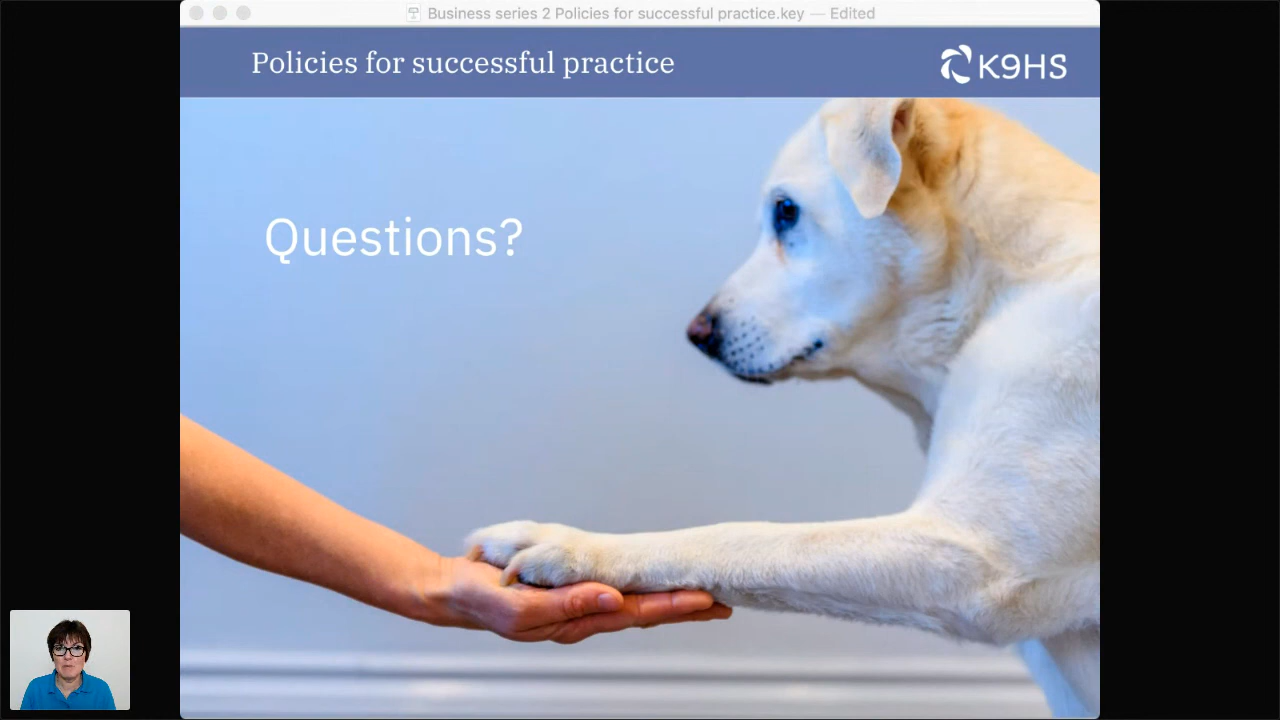 Business series 2 Policies for successful practice.key — Edited
Policies for successful practice
K9HS
Questions?